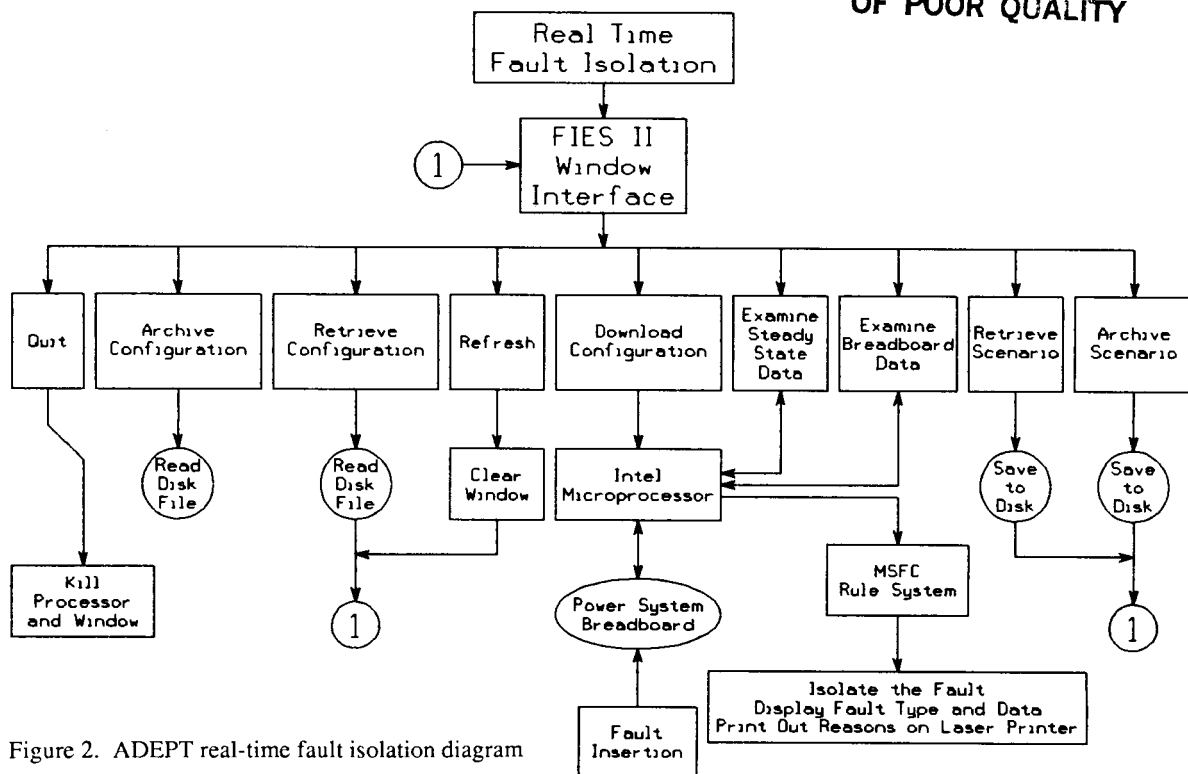 OF POOR QUALITY
Real Time
Fault Isolation
FIES II
Window
Interface
1
Quit
Archive
Configuration
Retrieve
Configuration
Refresh
Download
Configuration
Examine
Steady
State
Data
Examine
Breadboard
Data
Retrieve
Scenario
Archive
Scenario
Read
Disk
File
Read
Disk
File
Clear
Window
Intel
Microprocessor
Save
to
Disk
Save
to
Disk
Kill
Processor
and Window
1
Power System
Breadboard
MSFC
Rule System
1
Isolate the Fault
Display Fault Type and Data
Print Out Reasons on Laser Printer
Fault
Insertion
Figure 2. ADEPT real-time fault isolation diagram